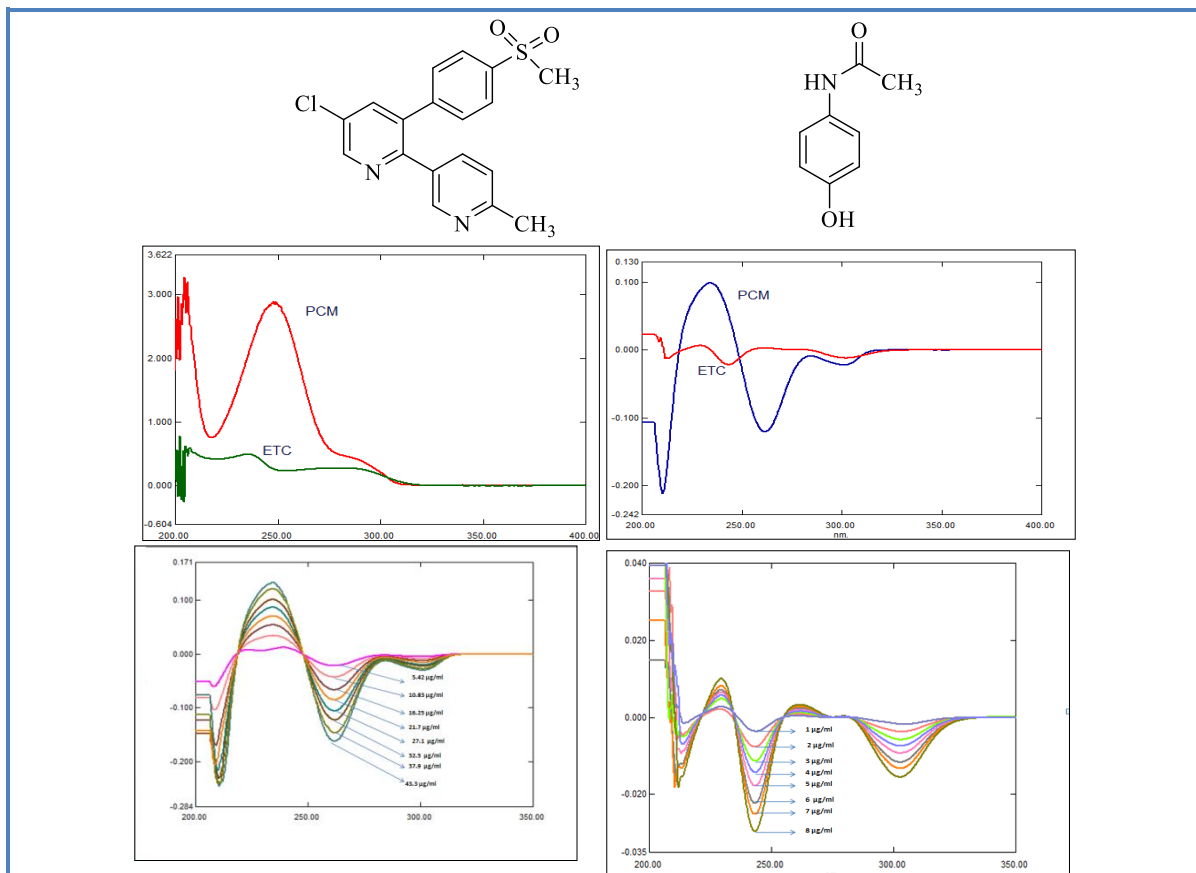 O
O
S
CH3
Cl
N
N
CH3
O
HN
CH3
OH
3.622
3.000
2.000
1.000
0.000
-0.604
200.00
250.00
300.00
350.00
400.00
PCM
ETC
0.130
0.100
0.000
-0.100
-0.200
-0.242
200.00
250.00
300.00
350.00
400.00
nm.
PCM
ETC
0.171
0.100
0.000
-0.100
-0.200
-0.284
200.00
250.00
300.00
350.00
5.42 µg/ml
10.83 µg/ml
16.25 µg/ml
21.7 µg/ml
27.1 µg/ml
32.5 µg/ml
37.9 µg/ml
43.3 µg/ml
0.040
0.020
0.000
-0.020
-0.035
200.00
250.00
300.00
350.00
1 µg/ml
2 µg/ml
3 µg/ml
4 µg/ml
5 µg/ml
6 µg/ml
7 µg/ml
8 µg/ml